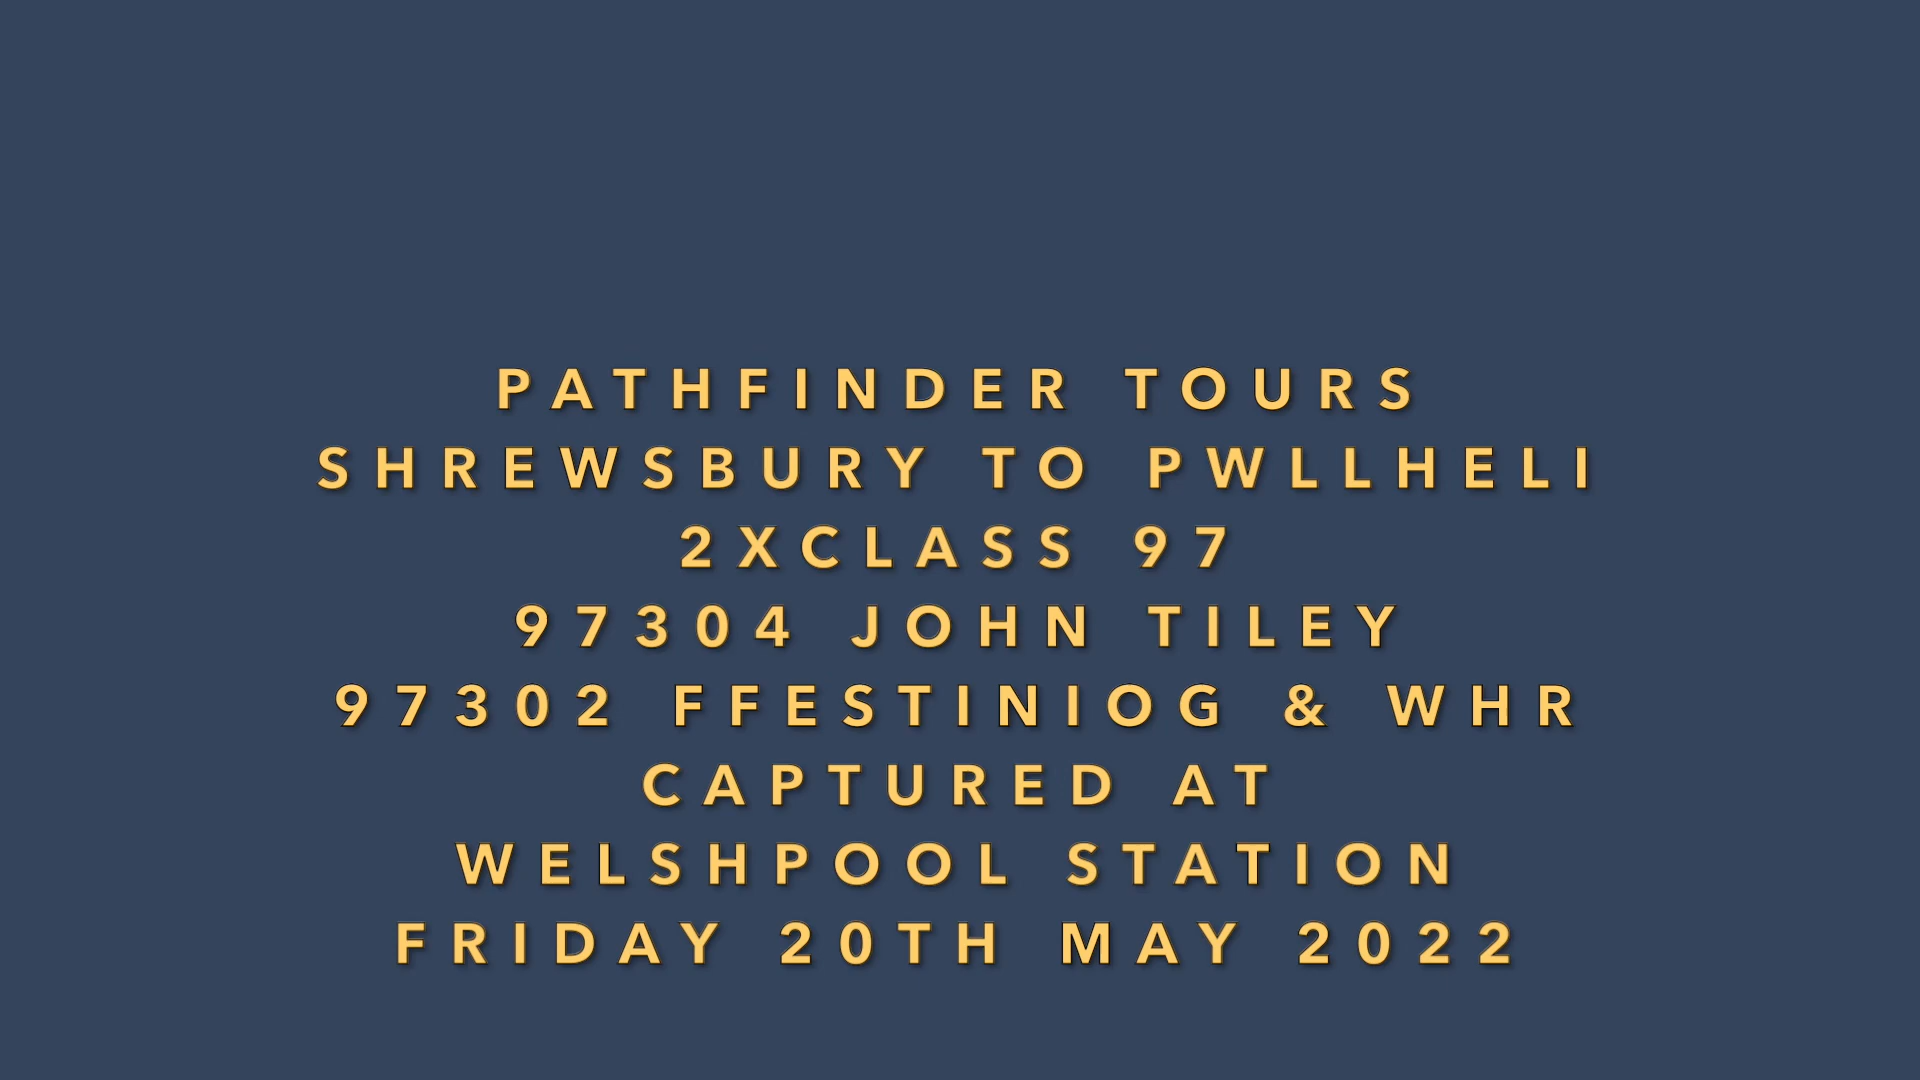 PATHFINDER TOURS
SHREWSBURY TO PWLLHELI
2XCLASS 97
97304 JOHN TILEY
97302 FFESTINIOG & WHR
CAPTURED AT
WELSHPOOL STATION
FRIDAY 20TH MAY 2022